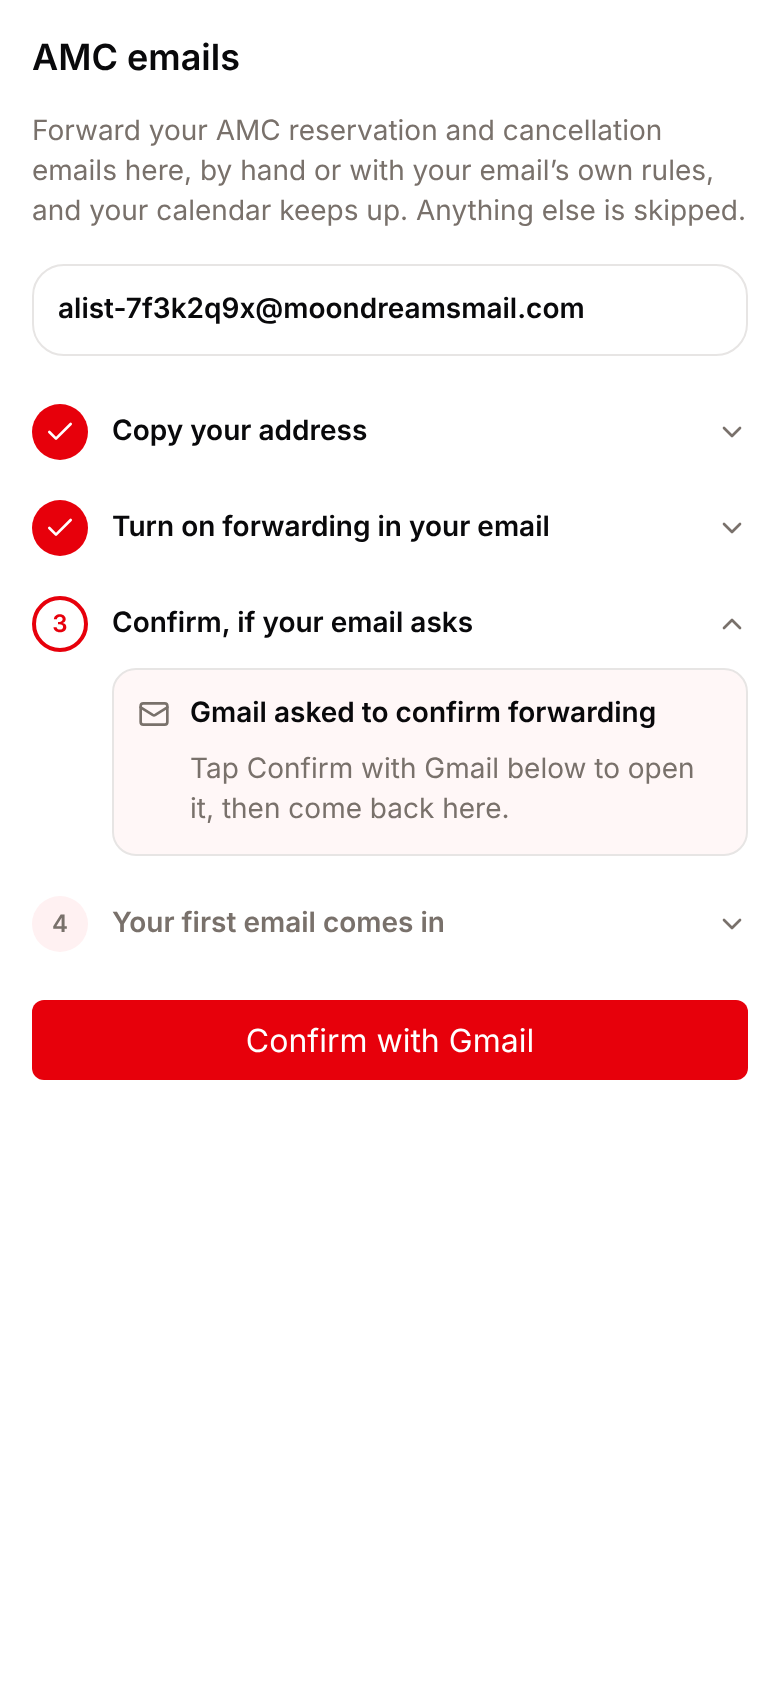 AMC emails
Forward your AMC reservation and cancellation
emails here, by hand or with your email’s own rules,
and your calendar keeps up. Anything else is skipped.
alist-7f3k2q9x@moondreamsmail.com
Copy your address
Turn on forwarding in your email
3 Confirm, if your email asks
Gmail asked to confirm forwarding
Tap Confirm with Gmail below to open
it, then come back here.
4 Your first email comes in
Confirm with Gmail